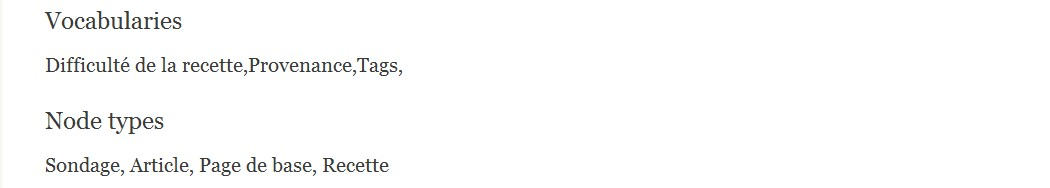 Vocabularies
Difficulté de la recette,Provenance,Tags,
Node types
Sondage, Article, Page de base, Recette